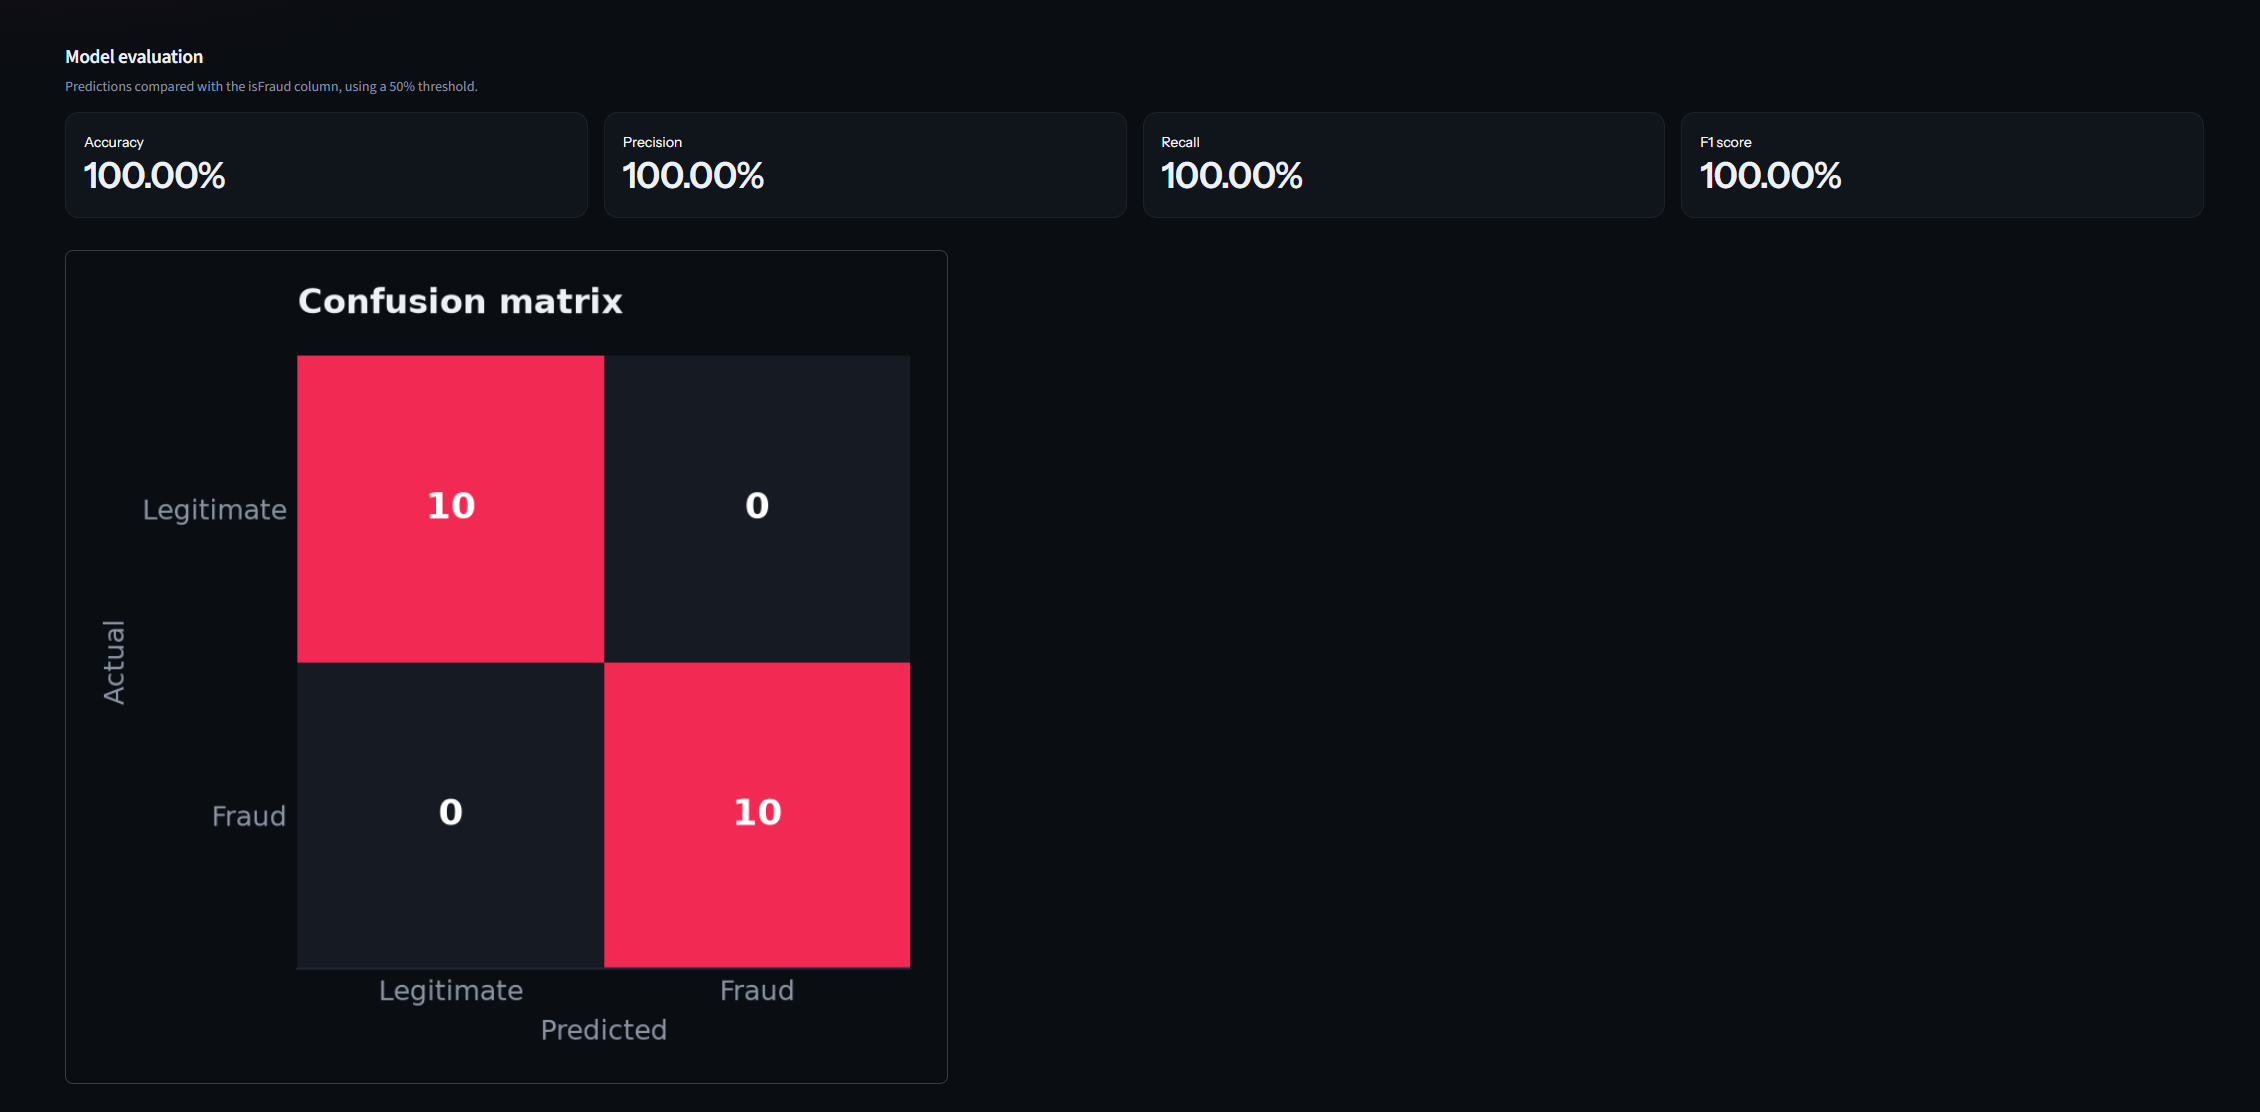 Model evaluation
Predictions compared with the isFraud column, using a 50% threshold.
Accuracy
100.00%
Precision
100.00%
Recall
100.00%
F1 score
100.00%
Confusion matrix
Legitimate
10
0
Actual
Fraud
0
10
Legitimate
Fraud
Predicted